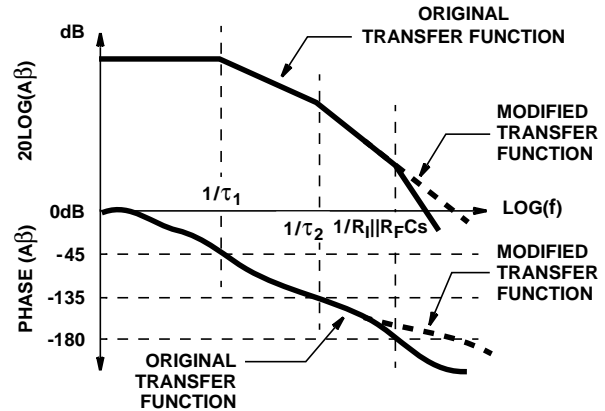 ORIGINAL
TRANSFER FUNCTION
dB
20LOG(Aβ)
MODIFIED
TRANSFER
FUNCTION
1/τ1
0dB
LOG(f)
1/τ2
1/RI||RFCs
PHASE (Aβ)
-45
MODIFIED
TRANSFER
FUNCTION
-135
-180
ORIGINAL
TRANSFER
FUNCTION